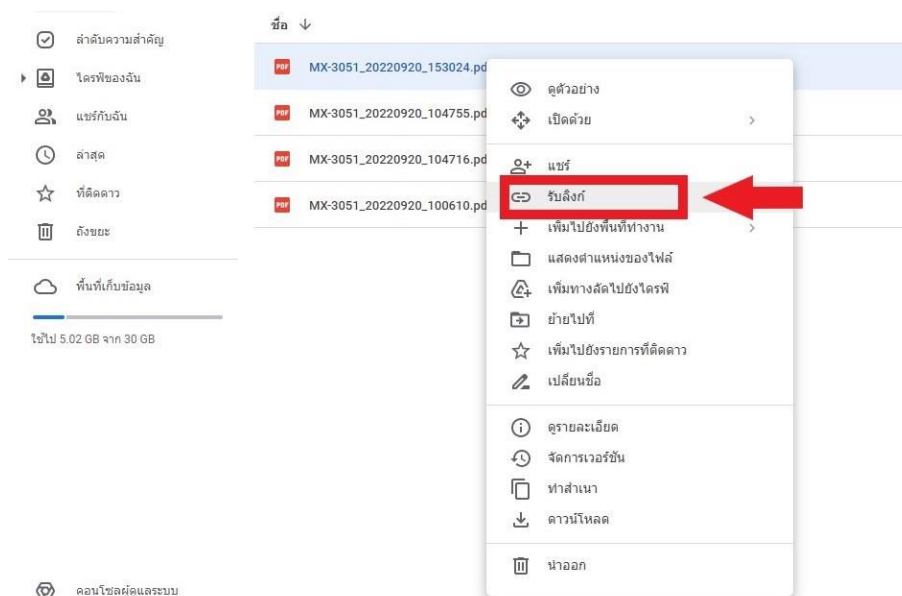 ชื่อ
ลำดับความสำคัญ
ไดรฟ์ของฉัน
แชร์กับฉัน
ล่าสุด
ที่ติดดาว
ถังขยะ
พื้นที่เก็บข้อมูล
ใช้ไป 5.02 GB จาก 30 GB
คอนโซลผู้ดูแลระบบ
PDF MX-3051_20220920_153024.pd
PDF MX-3051_20220920_104755.pd
PDF MX-3051_20220920_104716.pd
PDF MX-3051_20220920_100610.pd
ดูตัวอย่าง
เปิดด้วย
แชร์
รับลิงก์
เพิ่มไปยังพื้นที่ทำงาน
แสดงตำแหน่งของไฟล์
เพิ่มทางลัดไปยังไดรฟ์
ย้ายไปที่
เพิ่มไปยังรายการที่ติดดาว
เปลี่ยนชื่อ
ดูรายละเอียด
จัดการเวอร์ชัน
ทำสำเนา
ดาวน์โหลด
นำออก